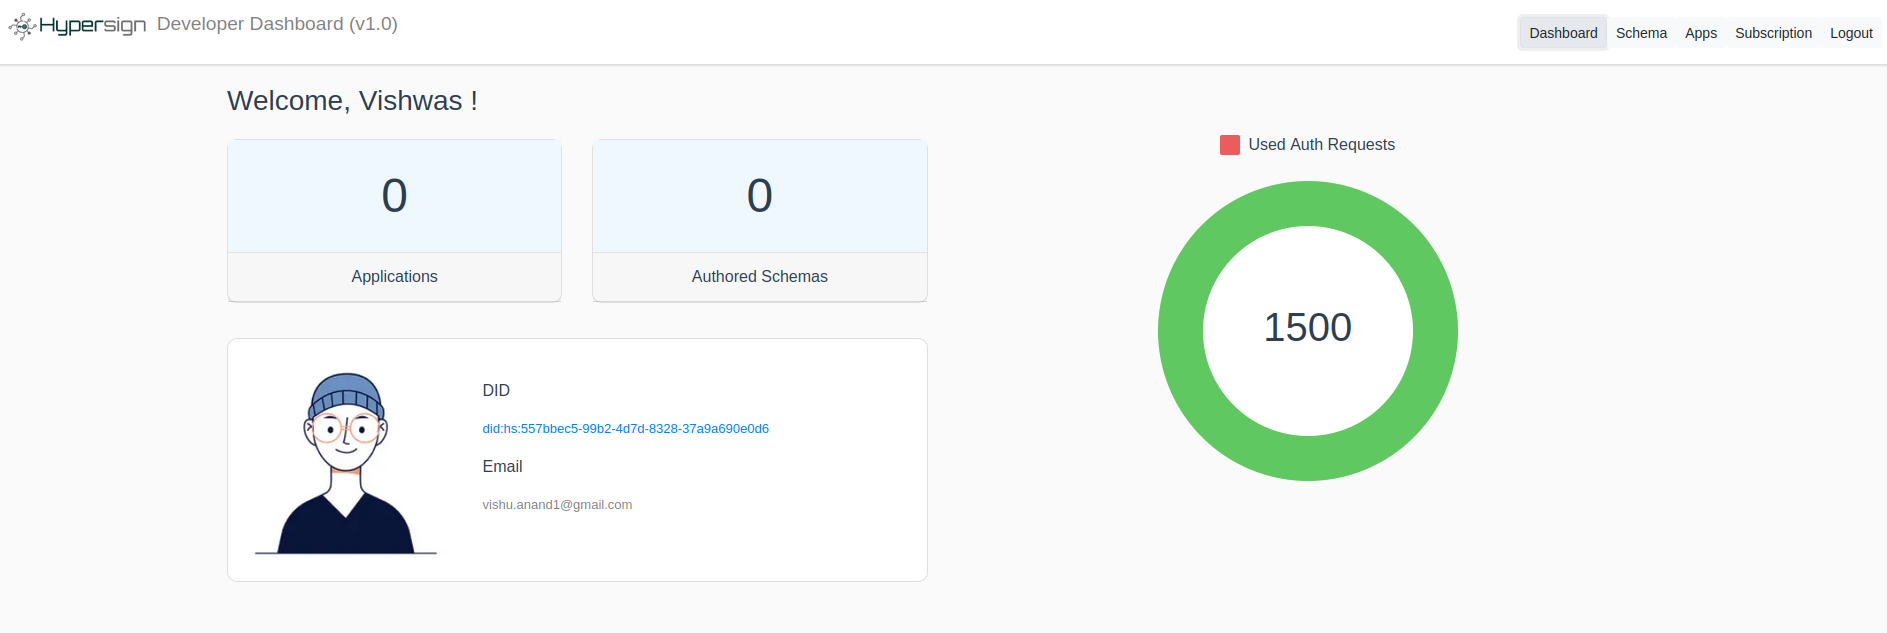 Hypersign Developer Dashboard (v1.0)
Dashboard Schema Apps Subscription Logout
Welcome, Vishwas !
0
Applications
0
Authored Schemas
Used Auth Requests
1500
DID
did:hs:557bbec5-99b2-4d7d-8328-37a9a690e0d6
Email
vishu.anand1@gmail.com